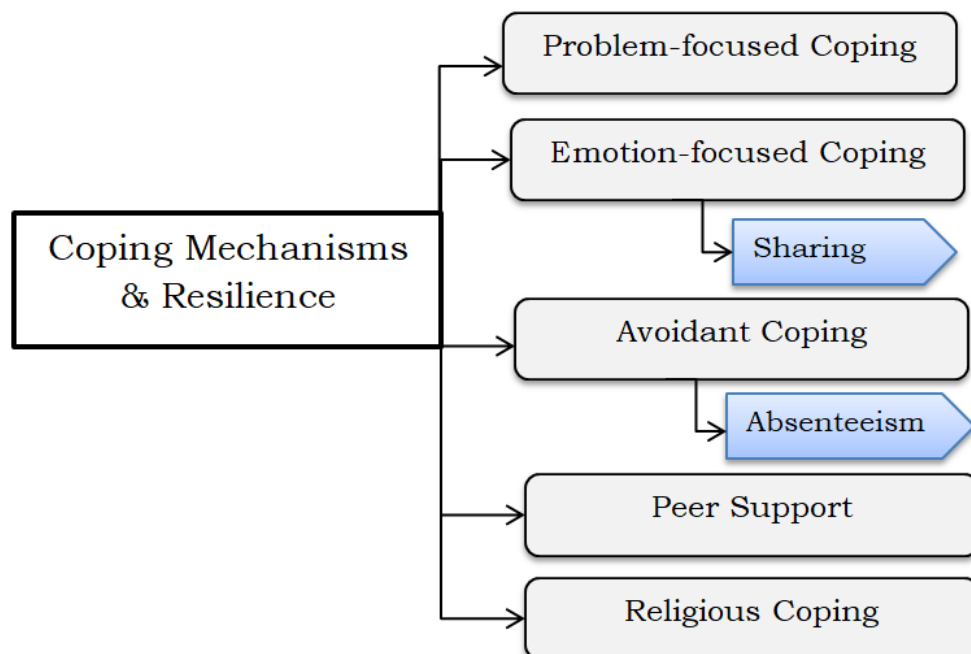 Problem-focused Coping
Emotion-focused Coping
Sharing
Coping Mechanisms
& Resilience
Avoidant Coping
Absenteeism
Peer Support
Religious Coping